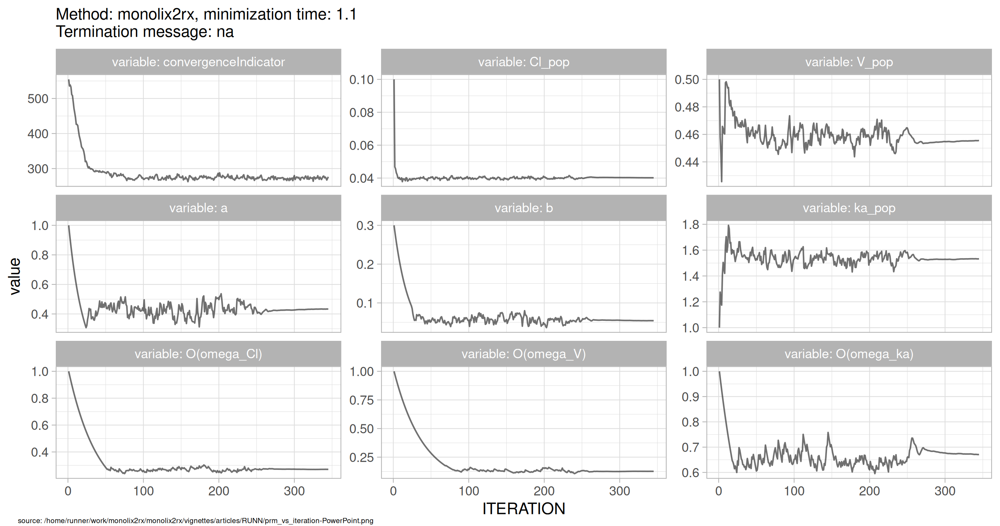 Method: monolix2rx, minimization time: 1.1
Termination message: na
variable: convergenceIndicator
variable: Cl_pop
variable: V_pop
500
400
300
0.10
0.08
0.06
0.04
0.50
0.48
0.46
0.44
variable: a
variable: b
variable: ka_pop
1.0
0.8
0.6
0.4
0.3
0.2
0.1
1.8
1.6
1.4
1.2
1.0
value
variable: O(omega_Cl)
variable: O(omega_V)
variable: O(omega_ka)
1.0
0.8
0.6
0.4
1.00
0.75
0.50
0.25
1.0
0.9
0.8
0.7
0.6
0 100 200 300
0 100 200 300
0 100 200 300
ITERATION
source: /home/runner/work/monolix2rx/monolix2rx/vignettes/articles/RUNN/prm_vs_iteration-PowerPoint.png